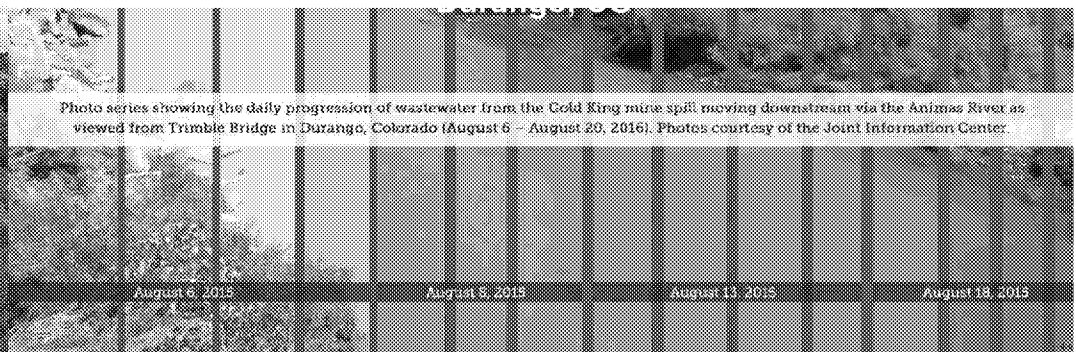 Durango, CO
Photo series showing the daily progression of wastewater from the Gold King mine spill moving downstream via the Animas River as
viewed from Trimble Bridge in Durango, Colorado (August 6 – August 20, 2016). Photos courtesy of the Joint Information Center.
August 6, 2015
August 8, 2015
August 13, 2015
August 18, 2015